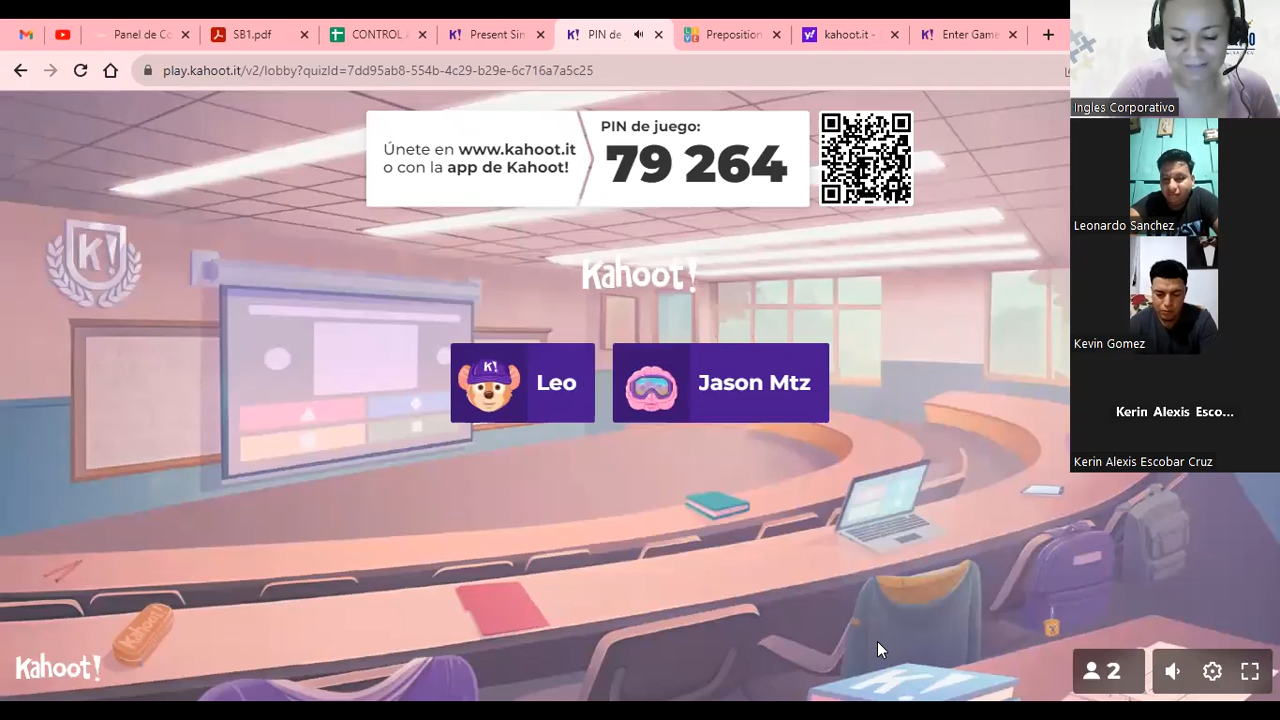 Panel de Co
SB1.pdf
CONTROL
Present Sin
PIN de
Preposition
kahoot.it -
Enter Game
play.kahoot.it/v2/lobby?quizId=7dd95ab8-554b-4c29-b29e-6c716a7a5c25
Únete en www.kahoot.it
o con la app de Kahoot!
PIN de juego:
79 264
K!
Kahoot!
K!
Leo
Jason Mtz
Kahoot!
Kahoot!
K!
2
Ingles Corporativo
Leonardo Sanchez
Kevin Gomez
Kerin Alexis Esco...
Kerin Alexis Escobar Cruz